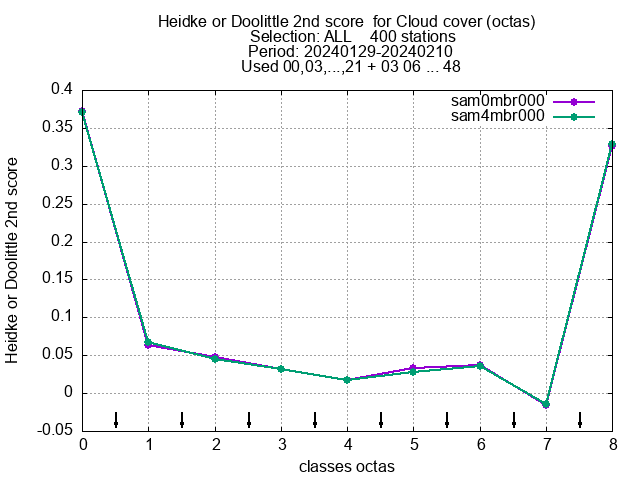 Heidke or Doolittle 2nd score  for Cloud cover (octas)
Selection: ALL    400 stations
Period: 20240129-20240210
Used 00,03,...,21 + 03 06 ... 48
sam0mbr000
sam4mbr000
0.4
0.35
0.3
0.25
0.2
0.15
0.1
0.05
0
-0.05
Heidke or Doolittle 2nd score
0 1 2 3 4 5 6 7 8
classes octas